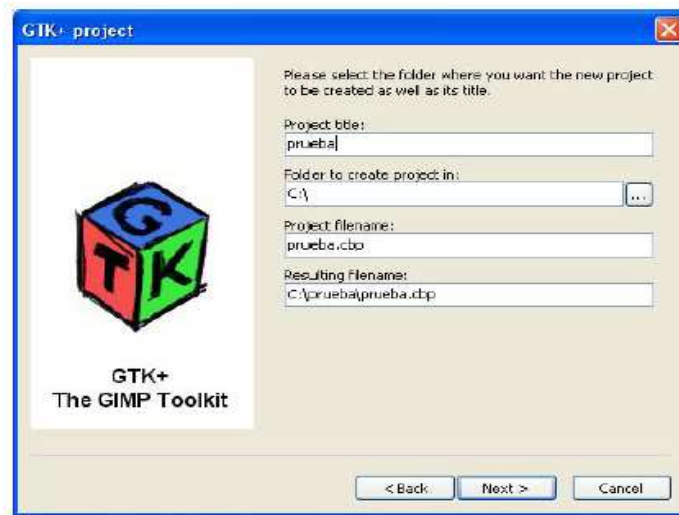 GTK+ project
Please select the folder where you want the new project
to be created as well as its title.
Project title:
prueba
Folder to create project in:
C:\
...
Project filename:
prueba.cbp
Resulting filename:
C:\prueba\prueba.cbp
G
T K
GTK+
The GIMP Toolkit
< Back
Next >
Cancel